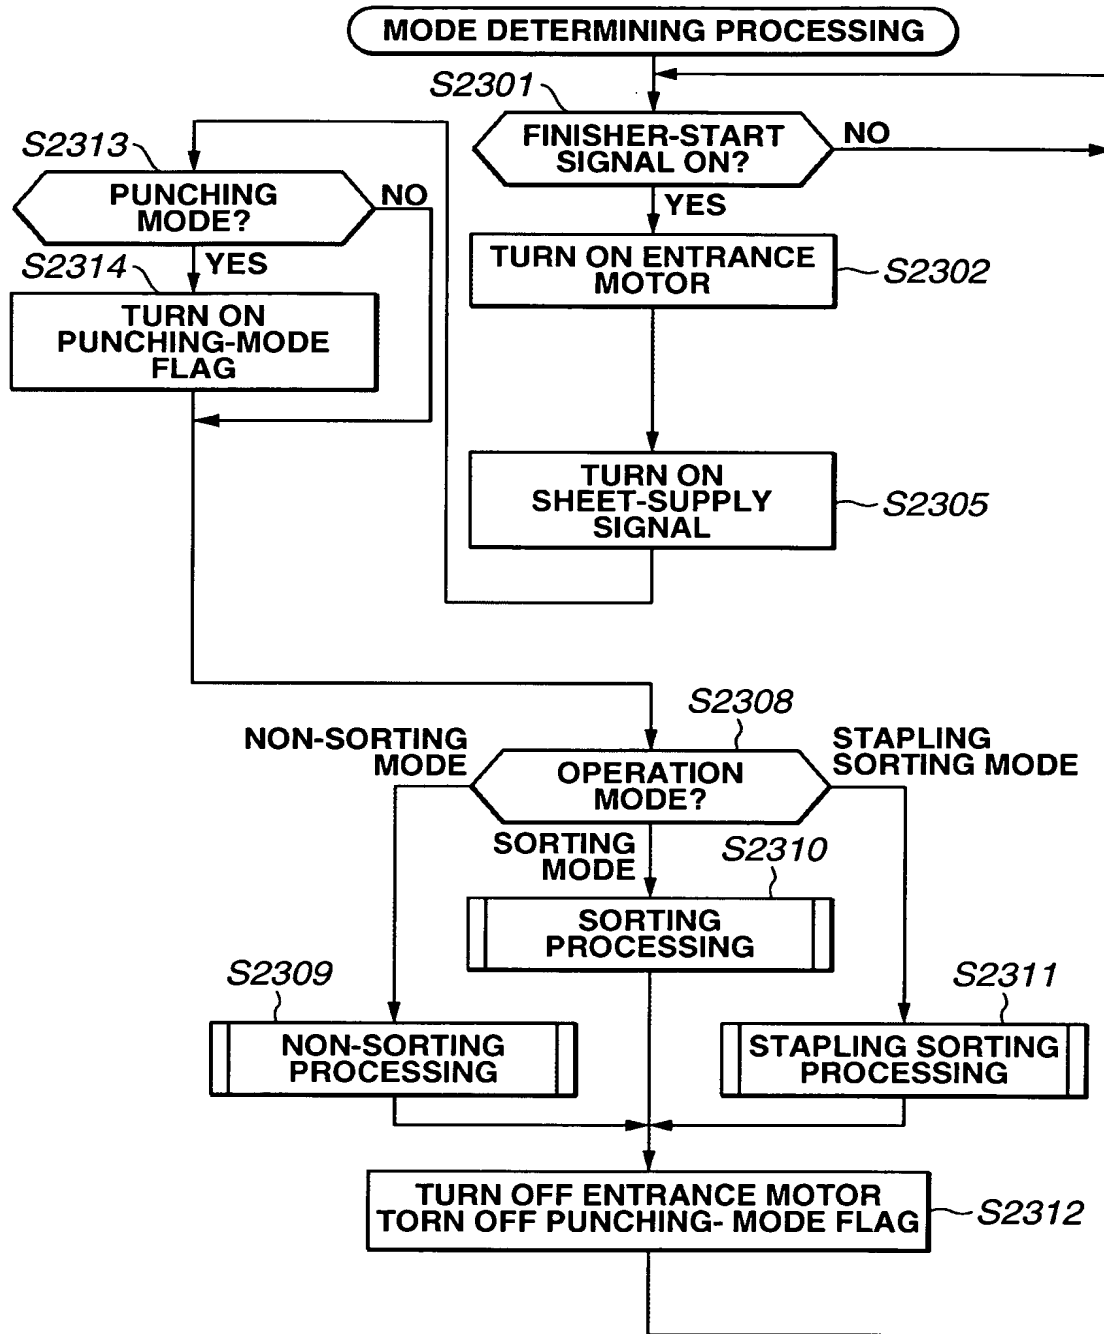 MODE DETERMINING PROCESSING
S2301
FINISHER-START
SIGNAL ON?
NO
YES
TURN ON ENTRANCE
MOTOR
S2302
TURN ON
SHEET-SUPPLY
SIGNAL
S2305
S2313
PUNCHING
MODE?
NO
YES
S2314
TURN ON
PUNCHING-MODE
FLAG
S2308
OPERATION
MODE?
NON-SORTING
MODE
SORTING
MODE
STAPLING
SORTING MODE
S2310
SORTING
PROCESSING
S2309
NON-SORTING
PROCESSING
S2311
STAPLING SORTING
PROCESSING
TURN OFF ENTRANCE MOTOR
TORN OFF PUNCHING- MODE FLAG
S2312